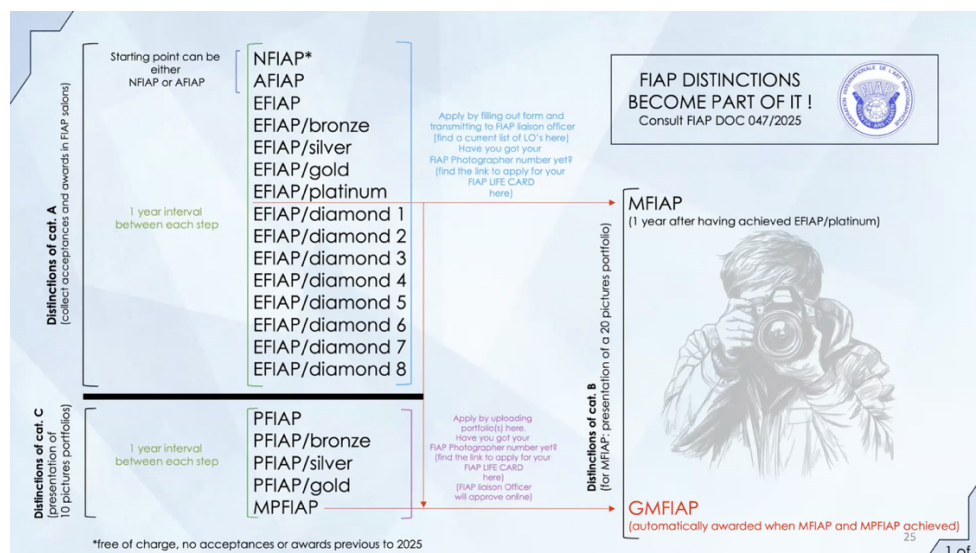 Starting point can be
either
NFIAP or AFIAP
NFIAP*
AFIAP
EFIAP
EFIAP/bronze
EFIAP/silver
EFIAP/gold
EFIAP/platinum
EFIAP/diamond 1
EFIAP/diamond 2
EFIAP/diamond 3
EFIAP/diamond 4
EFIAP/diamond 5
EFIAP/diamond 6
EFIAP/diamond 7
EFIAP/diamond 8
Distinctions of cat. A
(collect acceptances and awards in FIAP salons)
1 year interval
between each step
Apply by filling out form and
transmitting to FIAP liaison officer
(find a current list of LO's here)
Have you got your
FIAP Photographer number yet?
(find the link to apply for your
FIAP LIFE CARD
here)
FIAP DISTINCTIONS
BECOME PART OF IT !
Consult FIAP DOC 047/2025
FEDERATION INTERNATIONALE DE L'ART PHOTOGRAPHIQUE
FIAP
MFIAP
(1 year after having achieved EFIAP/platinum)
Distinctions of cat. B
(for MFIAP: presentation of a 20 pictures portfolio)
Distinctions of cat. C
(presentation of
10 pictures portfolios)
1 year interval
between each step
PFIAP
PFIAP/bronze
PFIAP/silver
PFIAP/gold
MPFIAP
Apply by uploading
portfolio(s) here.
Have you got your
FIAP Photographer number yet?
(find the link to apply for your
FIAP LIFE CARD
here)
(FIAP liaison Officer
will approve online)
GMFIAP
(automatically awarded when MFIAP and MPFIAP achieved)
25
*free of charge, no acceptances or awards previous to 2025
1 of